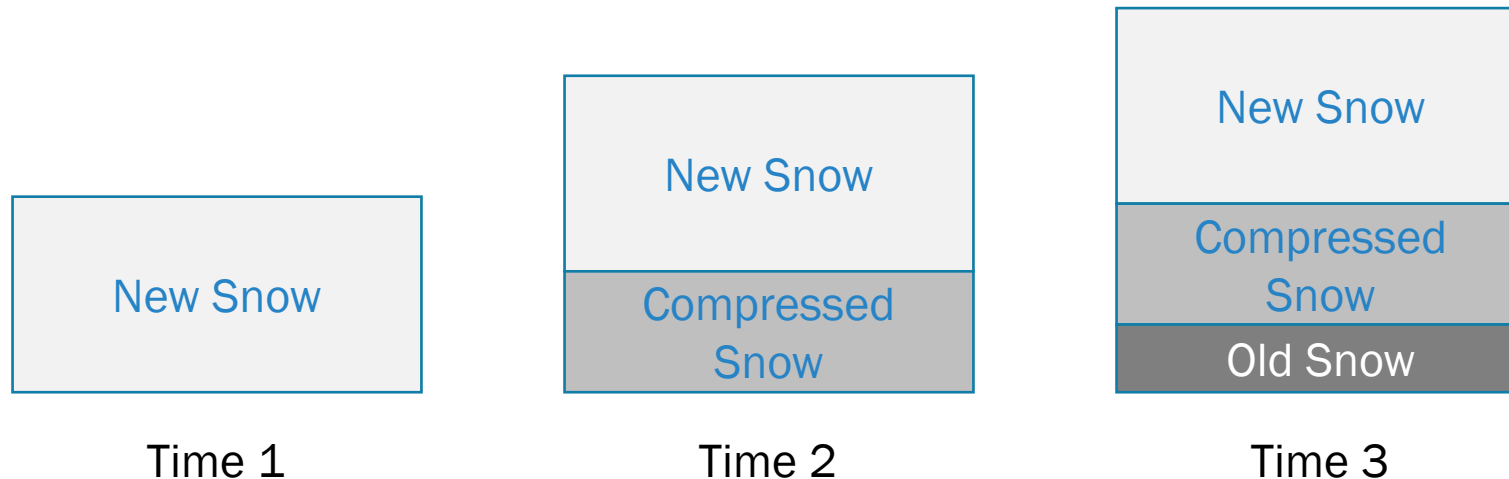 New Snow
Time 1
New Snow
Compressed
Snow
Time 2
New Snow
Compressed
Snow
Old Snow
Time 3